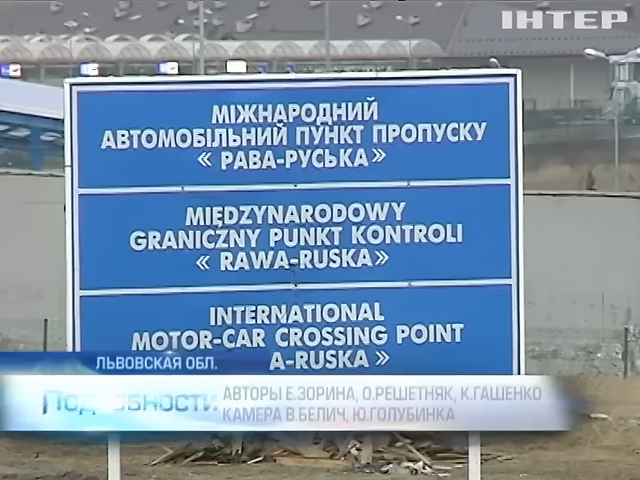 ІНТЕР
МІЖНАРОДНИЙ
АВТОМОБІЛЬНИЙ ПУНКТ ПРОПУСКУ
« РАВА-РУСЬКА»
MIĘDZYNARODOWY
GRANICZNY PUNKT KONTROLI
« RAWA-RUSKA»
INTERNATIONAL
MOTOR-CAR CROSSING POINT
A-RUSKA »
ЛЬВОВСКАЯ ОБЛ.
ПОДРОБНОСТИ
АВТОРЫ Е.ЗОРИНА, О.РЕШЕТНЯК, К.ГАШЕНКО
КАМЕРА В.БЕЛИЧ, Ю.ГОЛУБИНКА